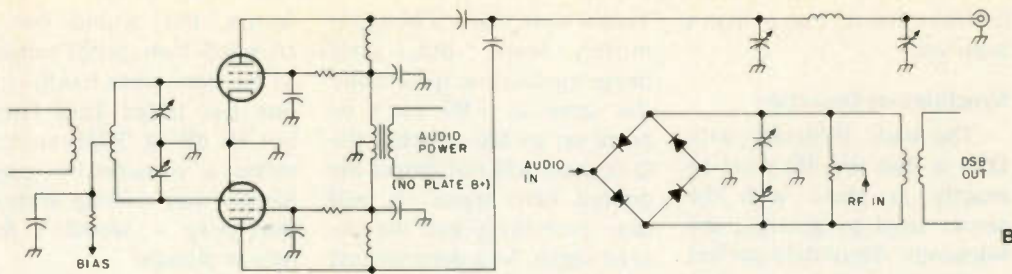 AUDIO
POWER
(NO PLATE B+)
BIAS
AUDIO
IN
RF IN
DSB
OUT
B